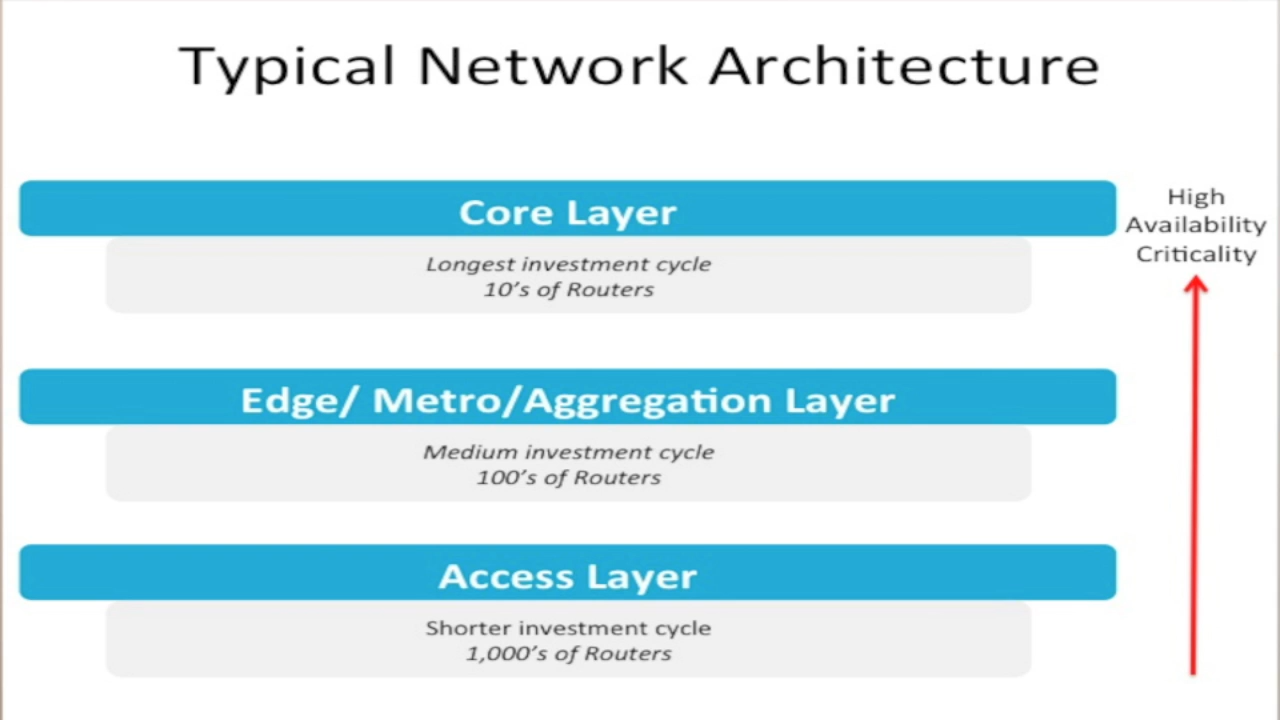 Typical Network Architecture
Core Layer
Longest investment cycle
10's of Routers
High
Availability
Criticality
Edge/ Metro/Aggregation Layer
Medium investment cycle
100's of Routers
Access Layer
Shorter investment cycle
1,000's of Routers